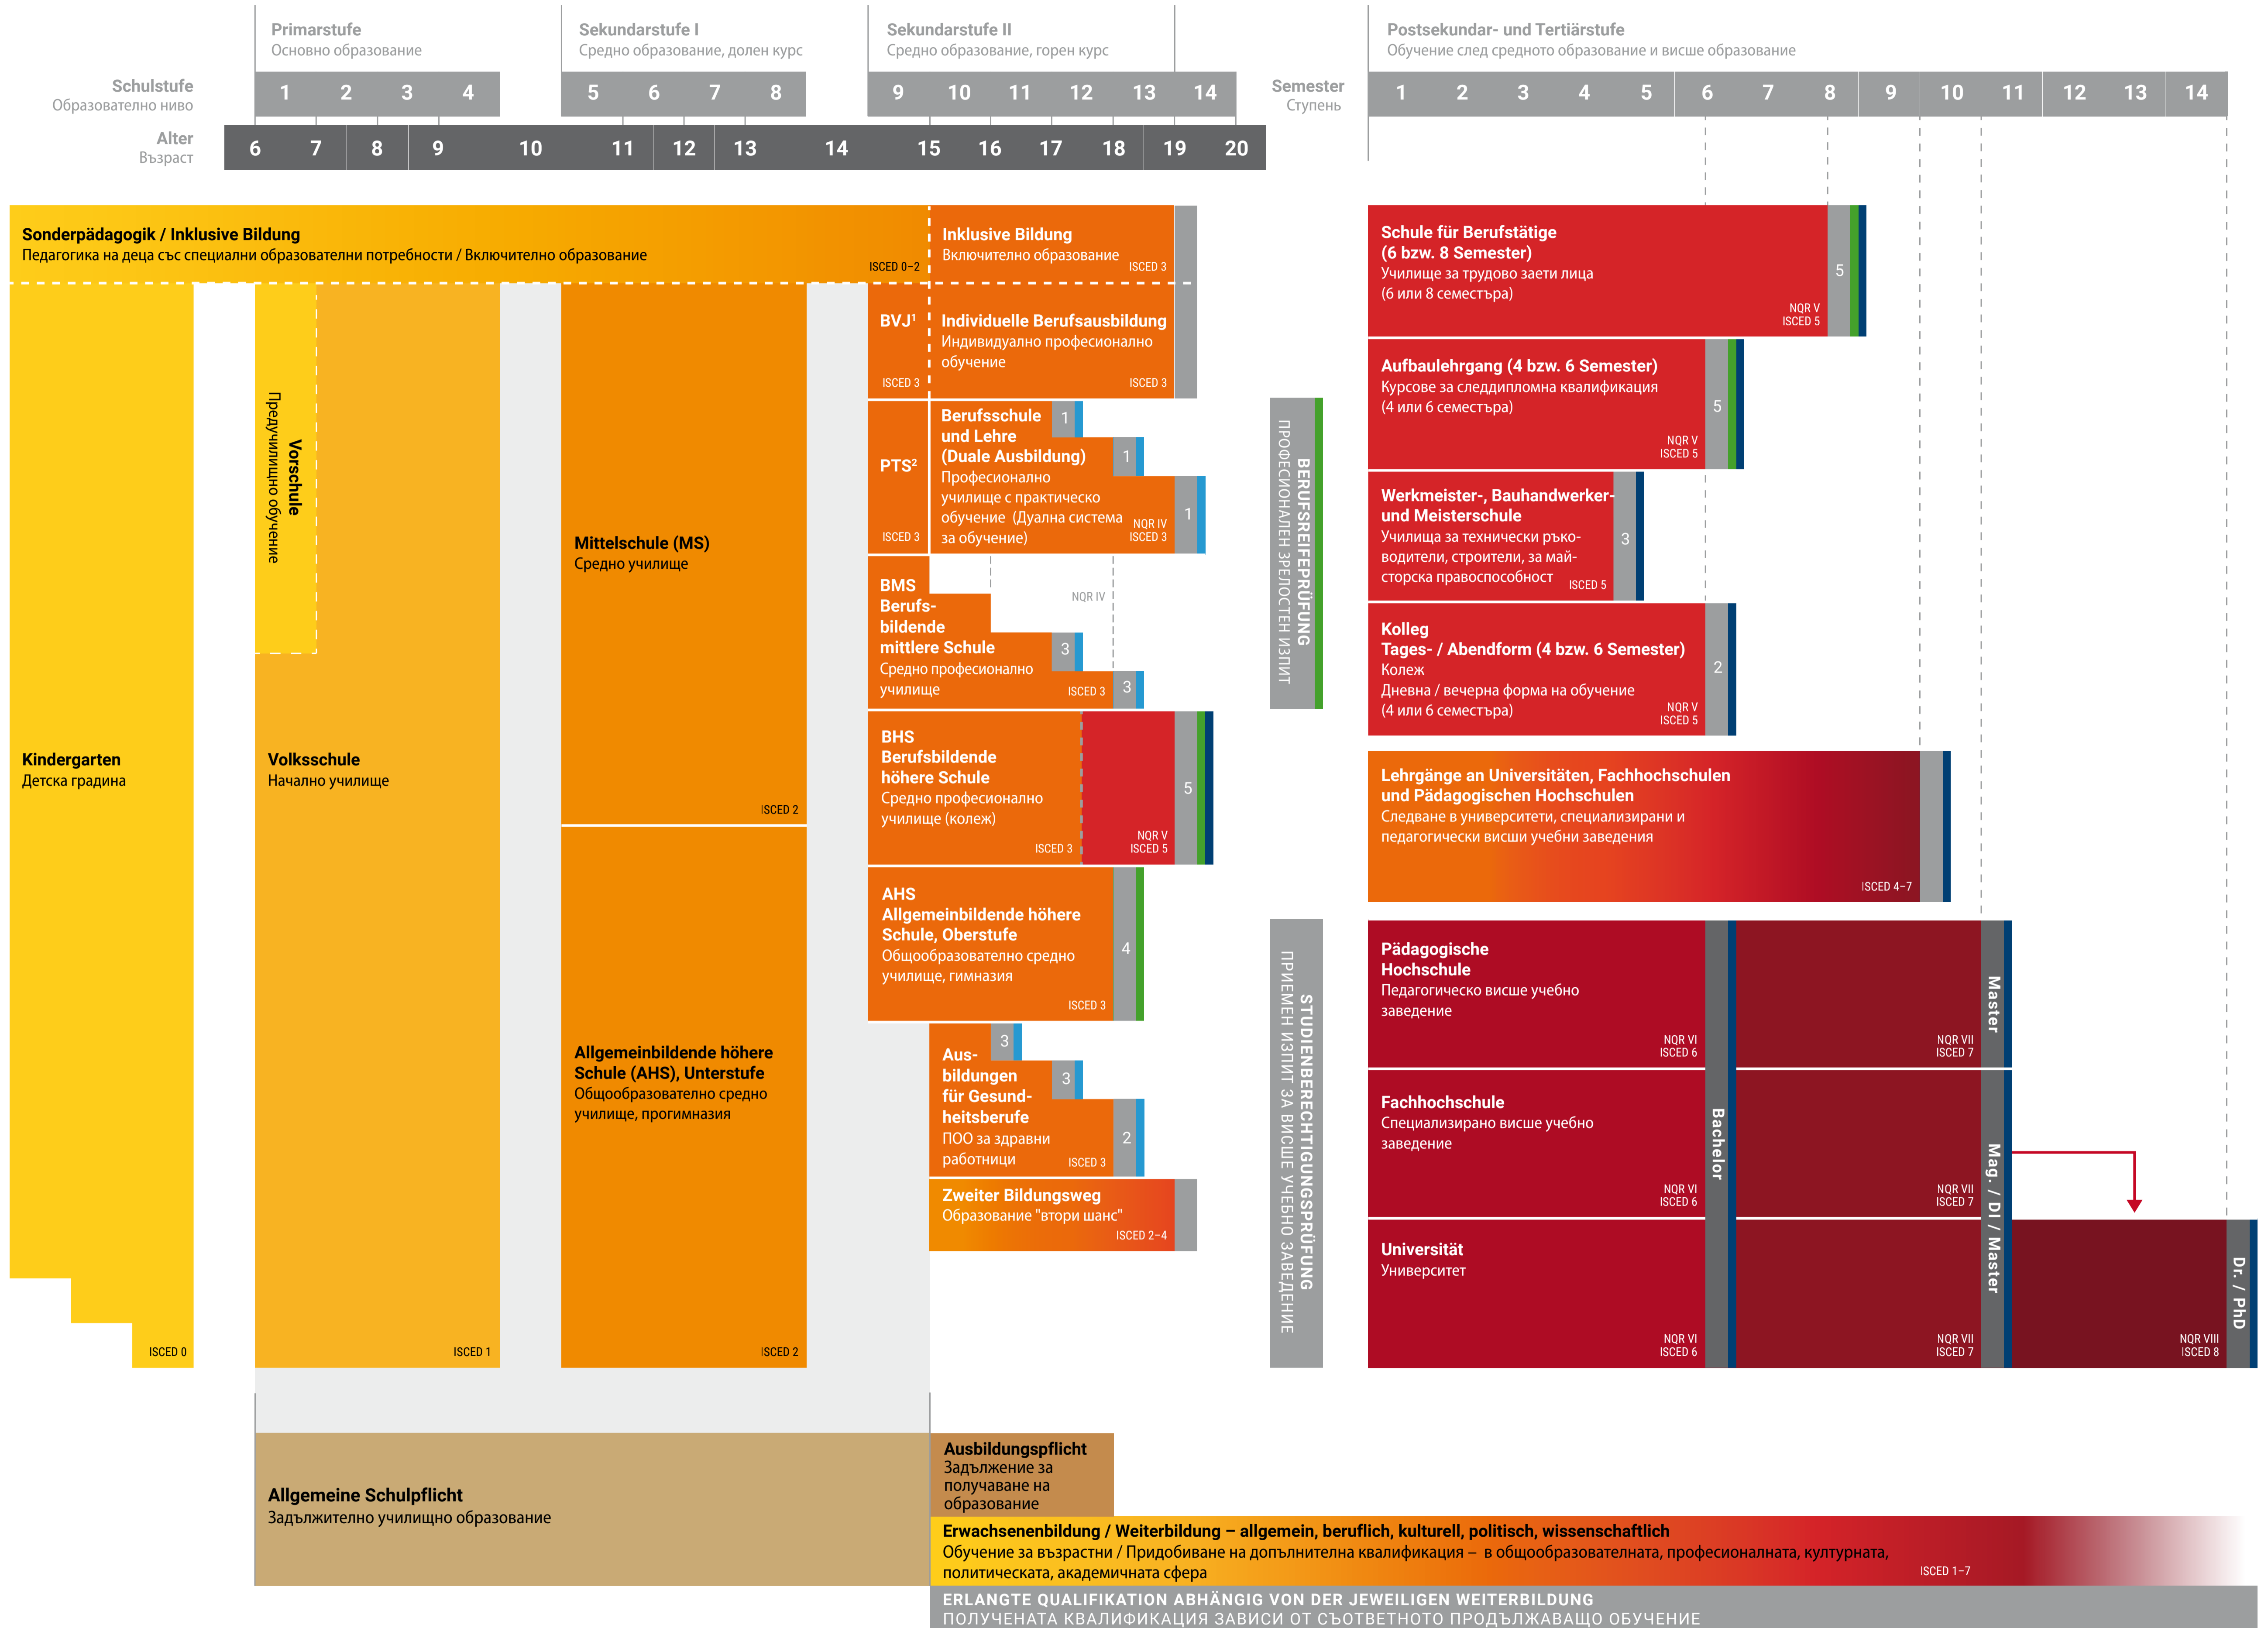 Primarstufe
Основно образование
Sekundarstufe I
Средно образование, долен курс
Sekundarstufe II
Средно образование, горен курс
Postsekundar- und Tertiärstufe
Обучение след средното образование и висше образование
Schulstufe
Образователно ниво
1 2 3 4 5 6 7 8 9 10 11 12 13 14
Semester
Ступень
1 2 3 4 5 6 7 8 9 10 11 12 13 14
Alter
Възраст
6 7 8 9 10 11 12 13 14 15 16 17 18 19 20
Sonderpädagogik / Inklusive Bildung
Педагогика на деца със специални образователни потребности / Включително образование
ISCED 0–2
Inklusive Bildung
Включително образование
ISCED 3
Kindergarten
Детска градина
ISCED 0
Vorschule
Предучилищно обучение
Volksschule
Начално училище
ISCED 1
Mittelschule (MS)
Средно училище
ISCED 2
Allgemeinbildende höhere
Schule (AHS), Unterstufe
Общообразователно средно
училище, прогимназия
ISCED 2
BVJ¹
ISCED 3
Individuelle Berufsausbildung
Индивидуално професионално
обучение
ISCED 3
PTS²
ISCED 3
Berufsschule
und Lehre
(Duale Ausbildung)
Професионално
училище с практическо
обучение (Дуална система
за обучение)
NQR IV
ISCED 3
1
1
1
BMS
Berufs-
bildende
mittlere Schule
Средно професионално
училище
ISCED 3
NQR IV
3
3
BHS
Berufsbildende
höhere Schule
Средно професионално
училище (колеж)
ISCED 3
NQR V
ISCED 5
5
AHS
Allgemeinbildende höhere
Schule, Oberstufe
Общообразователно средно
училище, гимназия
ISCED 3
4
Aus-
bildungen
für Gesund-
heitsberufe
ПОО за здравни
работници
ISCED 3
3
3
2
Zweiter Bildungsweg
Образование "втори шанс"
ISCED 2–4
BERUFSREIFEPRÜFUNG
ПРОФЕСИОНАЛЕН ЗРЕЛОСТЕН ИЗПИТ
STUDIENBERECHTIGUNGSPRÜFUNG
ПРИЕМЕН ИЗПИТ ЗА ВИСШЕ УЧЕБНО ЗАВЕДЕНИЕ
Schule für Berufstätige
(6 bzw. 8 Semester)
Училище за трудово заети лица
(6 или 8 семестъра)
NQR V
ISCED 5
5
Aufbaulehrgang (4 bzw. 6 Semester)
Курсове за следдипломна квалификация
(4 или 6 семестъра)
NQR V
ISCED 5
5
Werkmeister-, Bauhandwerker-
und Meisterschule
Училища за технически ръко-
водители, строители, за май-
сторска правоспособност
ISCED 5
3
Kolleg
Tages- / Abendform (4 bzw. 6 Semester)
Колеж
Дневна / вечерна форма на обучение
(4 или 6 семестъра)
NQR V
ISCED 5
2
Lehrgänge an Universitäten, Fachhochschulen
und Pädagogischen Hochschulen
Следване в университети, специализирани и
педагогически висши учебни заведения
ISCED 4–7
Pädagogische
Hochschule
Педагогическо висше учебно
заведение
NQR VI
ISCED 6
NQR VII
ISCED 7
Master
Fachhochschule
Специализирано висше учебно
заведение
NQR VI
ISCED 6
Bachelor
NQR VII
ISCED 7
Mag. / DI / Master
Universität
Университет
NQR VI
ISCED 6
NQR VII
ISCED 7
NQR VIII
ISCED 8
Dr. / PhD
Allgemeine Schulpflicht
Задължително училищно образование
Ausbildungspflicht
Задължение за
получаване на
образование
Erwachsenenbildung / Weiterbildung – allgemein, beruflich, kulturell, politisch, wissenschaftlich
Обучение за възрастни / Придобиване на допълнителна квалификация – в общообразователната, професионалната, културната,
политическата, академичната сфера
ISCED 1–7
ERLANGTE QUALIFIKATION ABHÄNGIG VON DER JEWEILIGEN WEITERBILDUNG
ПОЛУЧЕНАТА КВАЛИФИКАЦИЯ ЗАВИСИ ОТ СЪОТВЕТНОТО ПРОДЪЛЖАВАЩО ОБУЧЕНИЕ